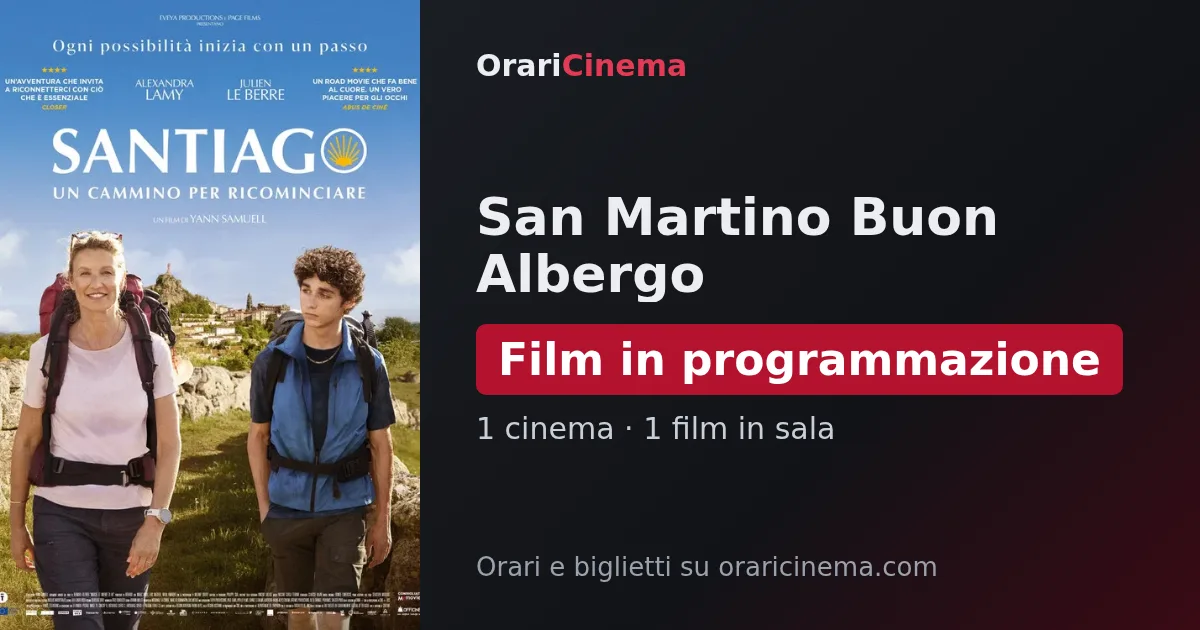 EVEYA PRODUCTIONS & PAGE FILMS
Ogni possibilità inizia con un passo
★★★★
UN'AVVENTURA CHE INVITA
A RICONNETTERCI CON CIÒ
CHE È ESSENZIALE
CLOSER
ALEXANDRA
LAMY
JULIEN
LE BERRE
★★★★
UN ROAD MOVIE CHE FA BENE
AL CUORE. UN VERO
PIACERE PER GLI OCCHI
ABUS DE CINÉ
SANTIAGO
UN CAMMINO PER RICOMINCIARE
UN FILM DI YANN SAMUELL
OrariCinema
San Martino Buon
Albergo
Film in programmazione
1 cinema · 1 film in sala
Orari e biglietti su oraricinema.com